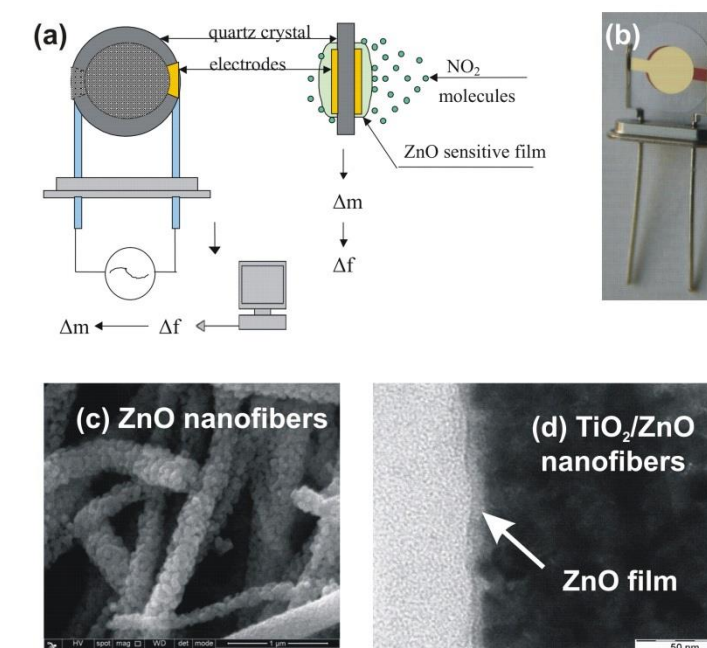 (a)
quartz crystal
electrodes
NO₂
molecules
ZnO sensitive film
Δm
Δf
Δm
Δf
(b)
(c) ZnO nanofibers
HV spot mag □ WD det mode 1 µm
(d) TiO₂/ZnO
nanofibers
ZnO film
50 nm